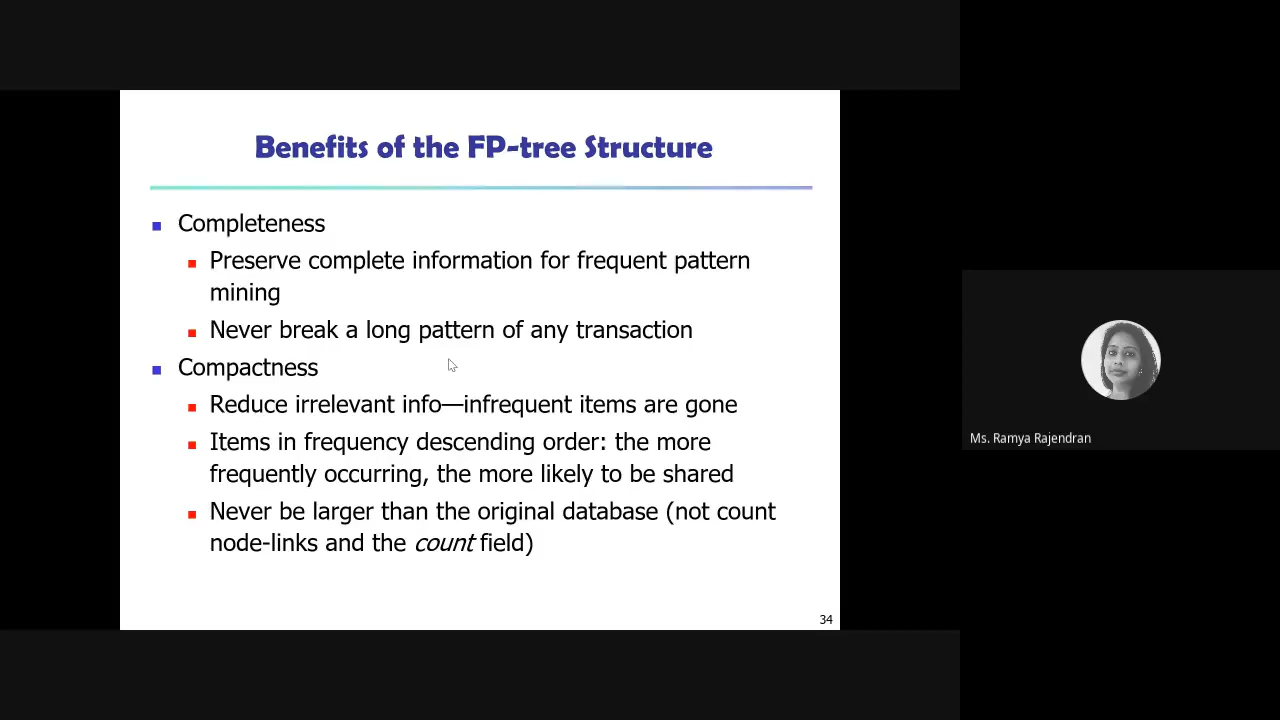 Benefits of the FP-tree Structure
Completeness
Preserve complete information for frequent pattern
mining
Never break a long pattern of any transaction
Compactness
Reduce irrelevant info—infrequent items are gone
Items in frequency descending order: the more
frequently occurring, the more likely to be shared
Never be larger than the original database (not count
node-links and the count field)
34
Ms. Ramya Rajendran